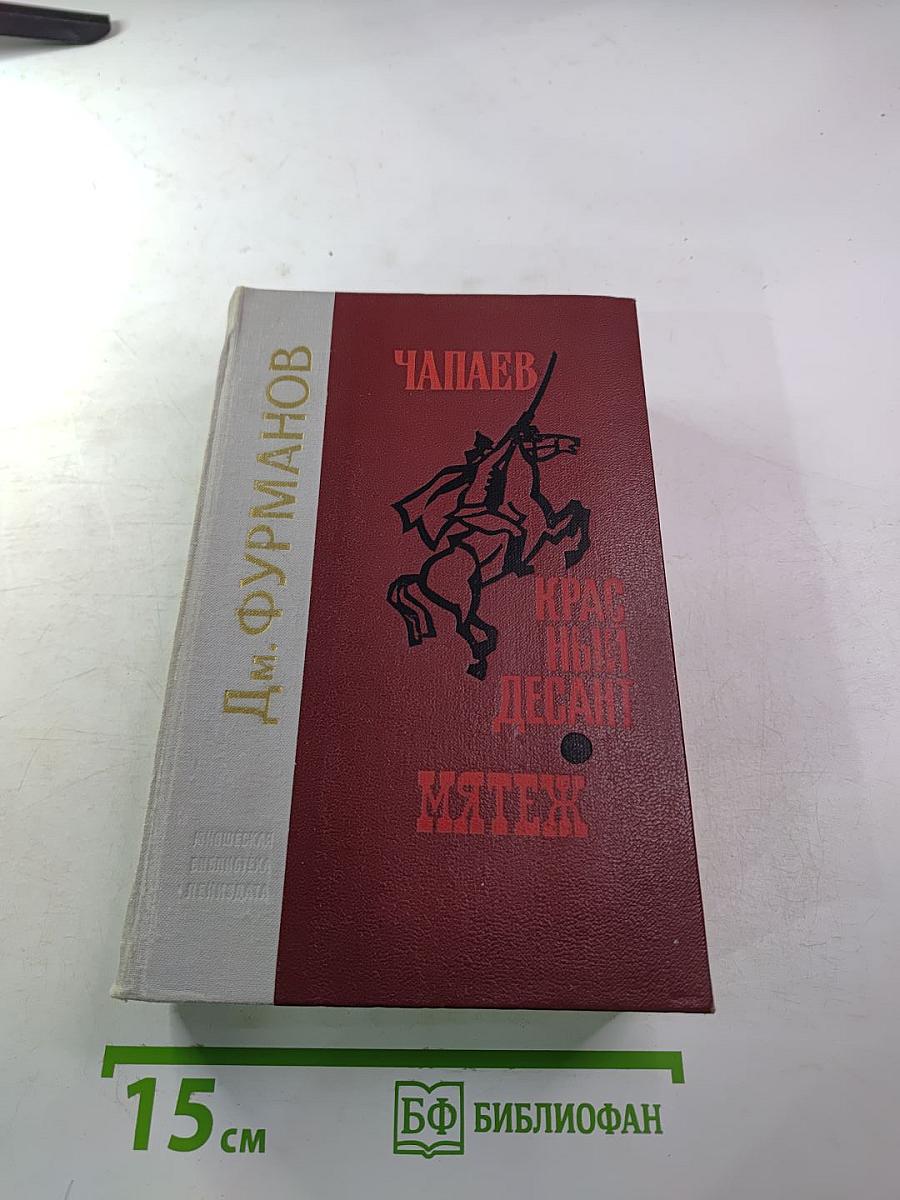 Дм. ФУРМАНОВ
ЧАПАЕВ
КРАС
НЫЙ
ДЕСАНТ
МЯТЕЖ
ЮНОШЕСКАЯ
БИБЛИОТЕКА
ЛЕНИЗДАТА
15 см
БФ БИБЛИОФАН